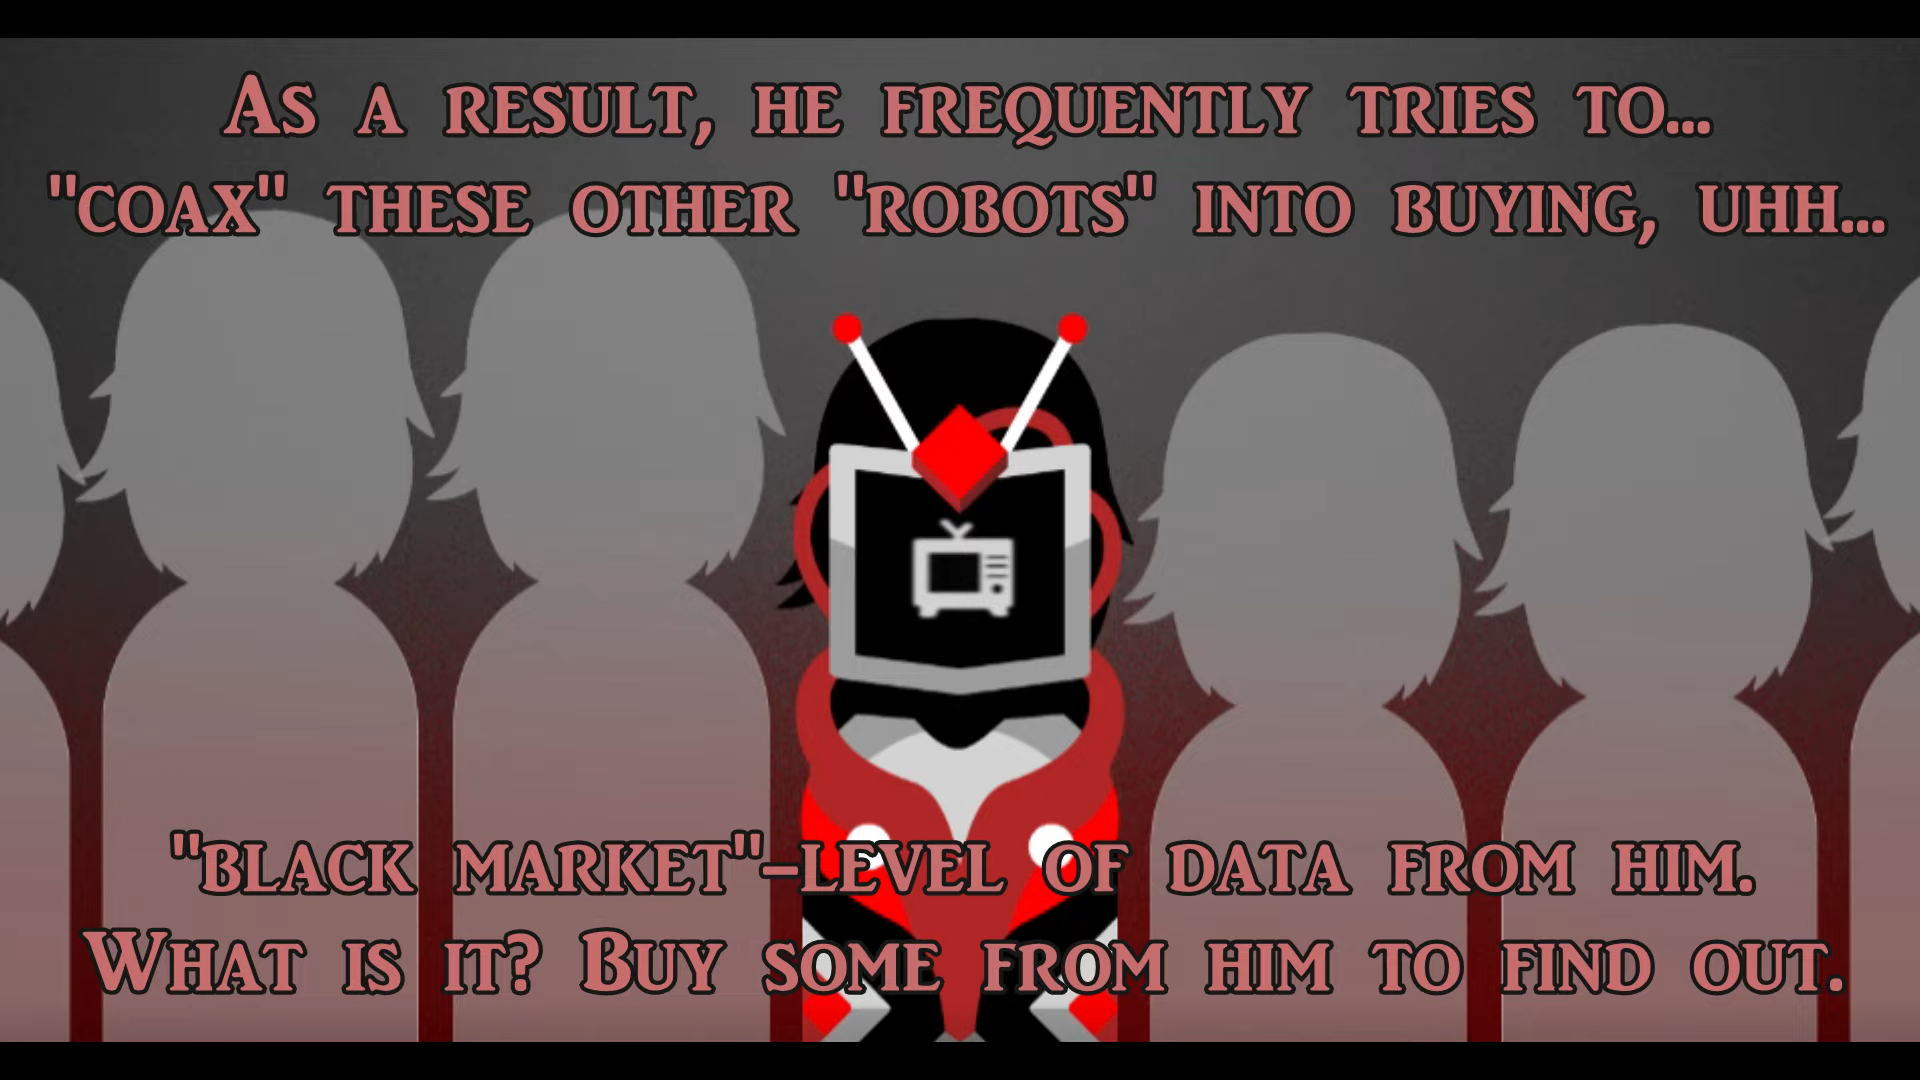 As a result, he frequently tries to...
"coax" these other "robots" into buying, uhh...
"black market"-level of data from him.
What is it? Buy some from him to find out.